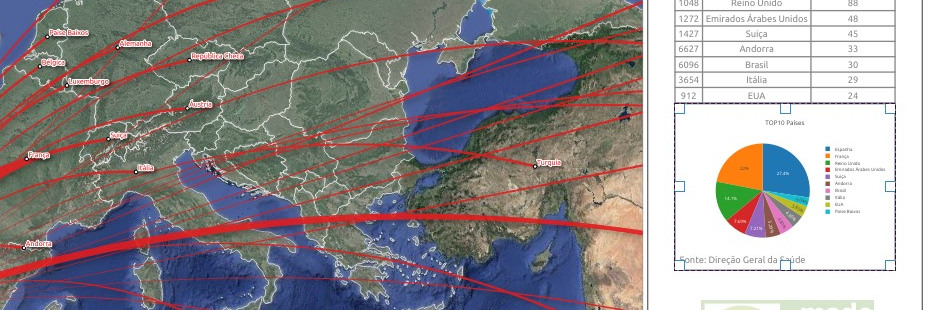 Países Baixos
Alemanha
República Checa
Bélgica
Luxemburgo
Áustria
Suíça
França
Itália
Turquia
Andorra
1048 Reino Unido 88
1272 Emirados Árabes Unidos 48
1427 Suiça 45
6627 Andorra 33
6096 Brasil 30
3654 Itália 29
912 EUA 24
TOP10 Países
27.4%
22%
14.1%
7.69%
7.21%
Espanha
França
Reino Unido
Emirados Árabes Unidos
Suiça
Andorra
Brasil
Itália
EUA
Países Baixos
Fonte: Direção Geral da Saúde